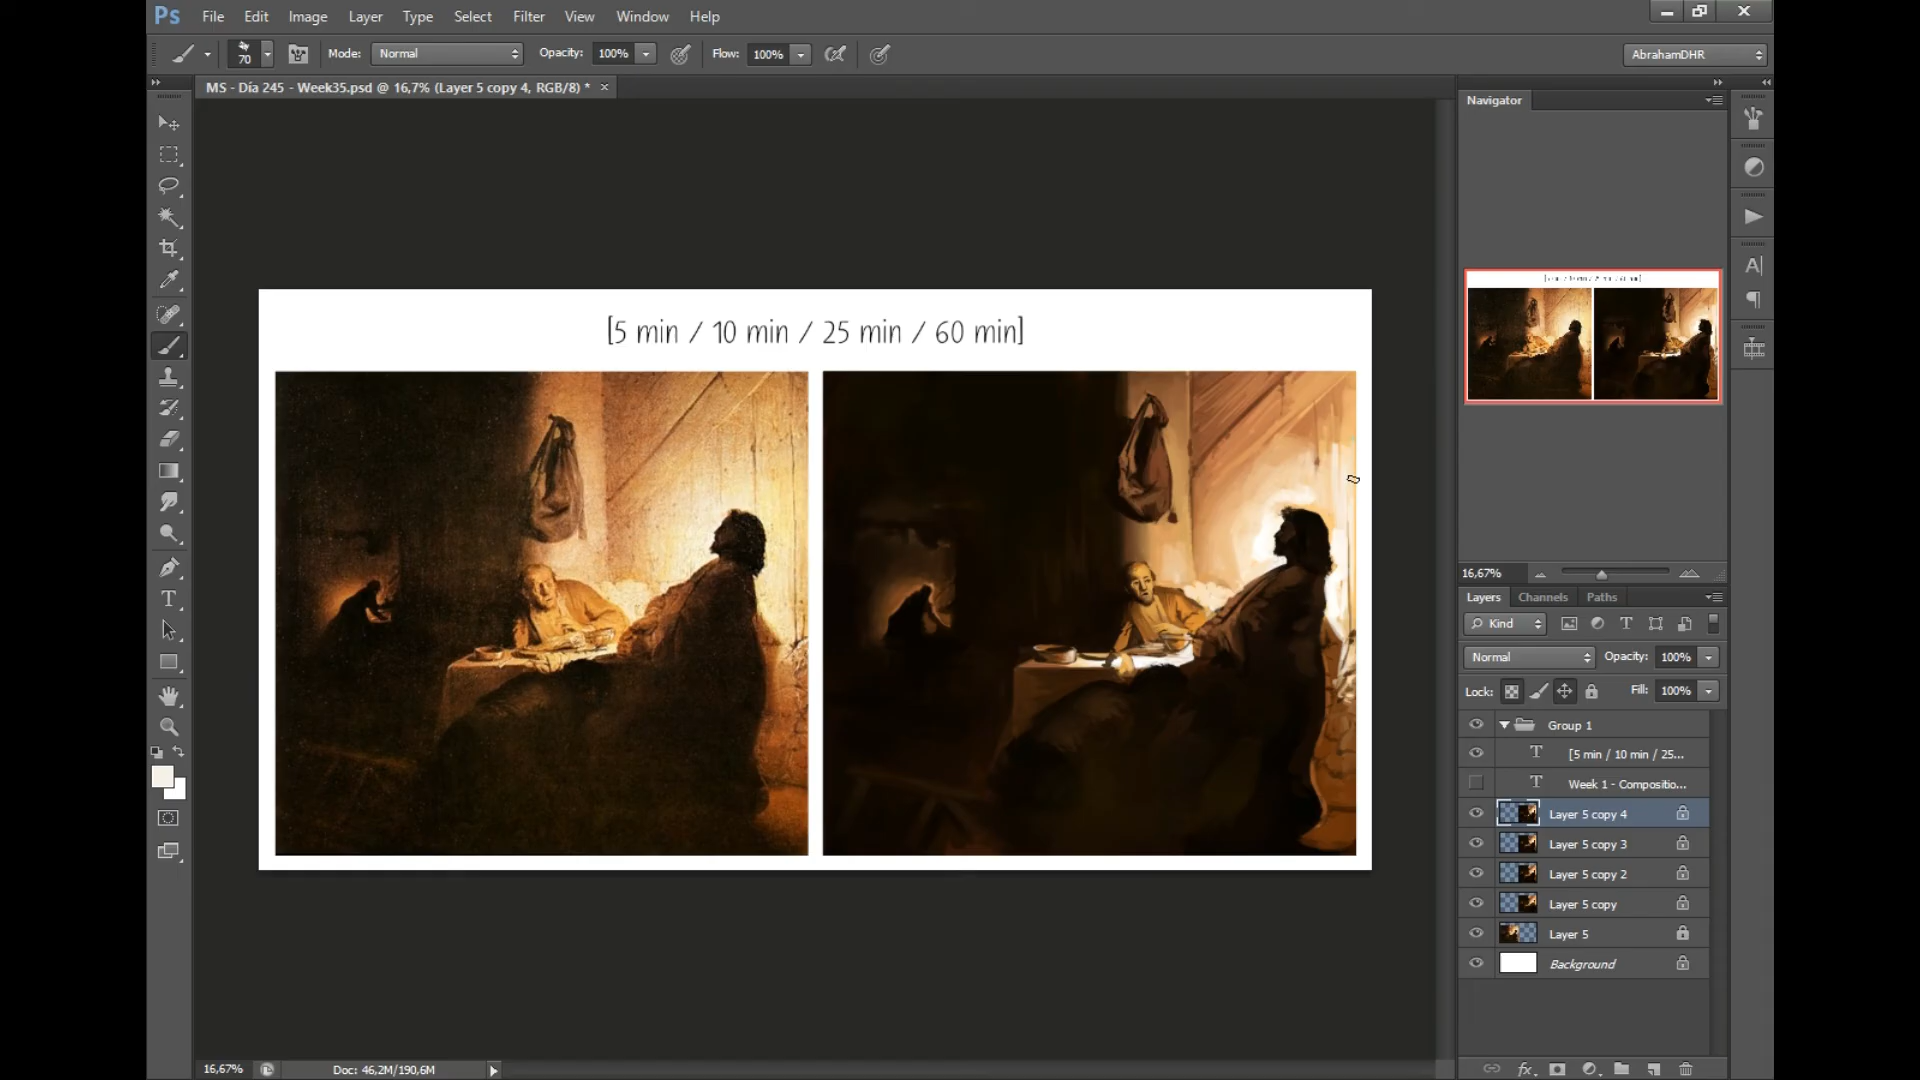 Ps File Edit Image Layer Type Select Filter View Window Help
70 Mode: Normal Opacity: 100% Flow: 100% AbrahamDHR
MS - Día 245 - Week35.psd @ 16,7% (Layer 5 copy 4, RGB/8) * ×
Navigator
[5 min / 10 min / 25 min / 60 min]
16,67%
Layers Channels Paths
Kind
Normal Opacity: 100%
Lock: Fill: 100%
Group 1
[5 min / 10 min / 25...
Week 1 - Compositio...
Layer 5 copy 4
Layer 5 copy 3
Layer 5 copy 2
Layer 5 copy
Layer 5
Background
16,67% Doc: 46,2M/190,6M